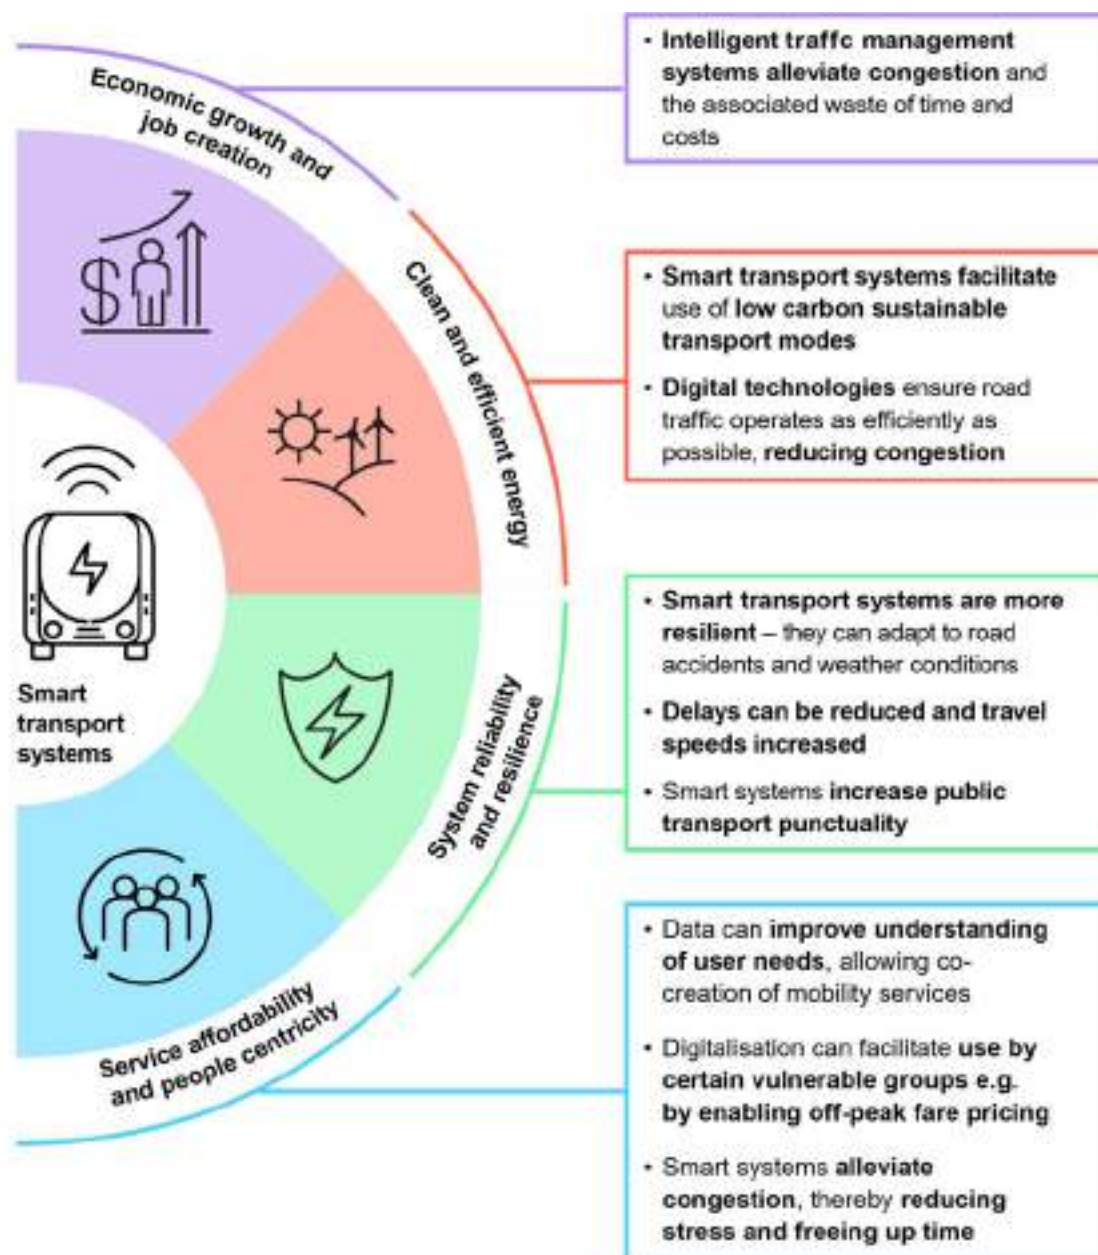 Economic growth and
job creation
• Intelligent traffc management
systems alleviate congestion and
the associated waste of time and
costs
Clean and efficient energy
• Smart transport systems facilitate
use of low carbon sustainable
transport modes
• Digital technologies ensure road
traffic operates as efficiently as
possible, reducing congestion
Smart
transport
systems
System reliability
and resilience
• Smart transport systems are more
resilient – they can adapt to road
accidents and weather conditions
• Delays can be reduced and travel
speeds increased
• Smart systems increase public
transport punctuality
Service affordability
and people centricity
• Data can improve understanding
of user needs, allowing co-
creation of mobility services
• Digitalisation can facilitate use by
certain vulnerable groups e.g.
by enabling off-peak fare pricing
• Smart systems alleviate
congestion, thereby reducing
stress and freeing up time